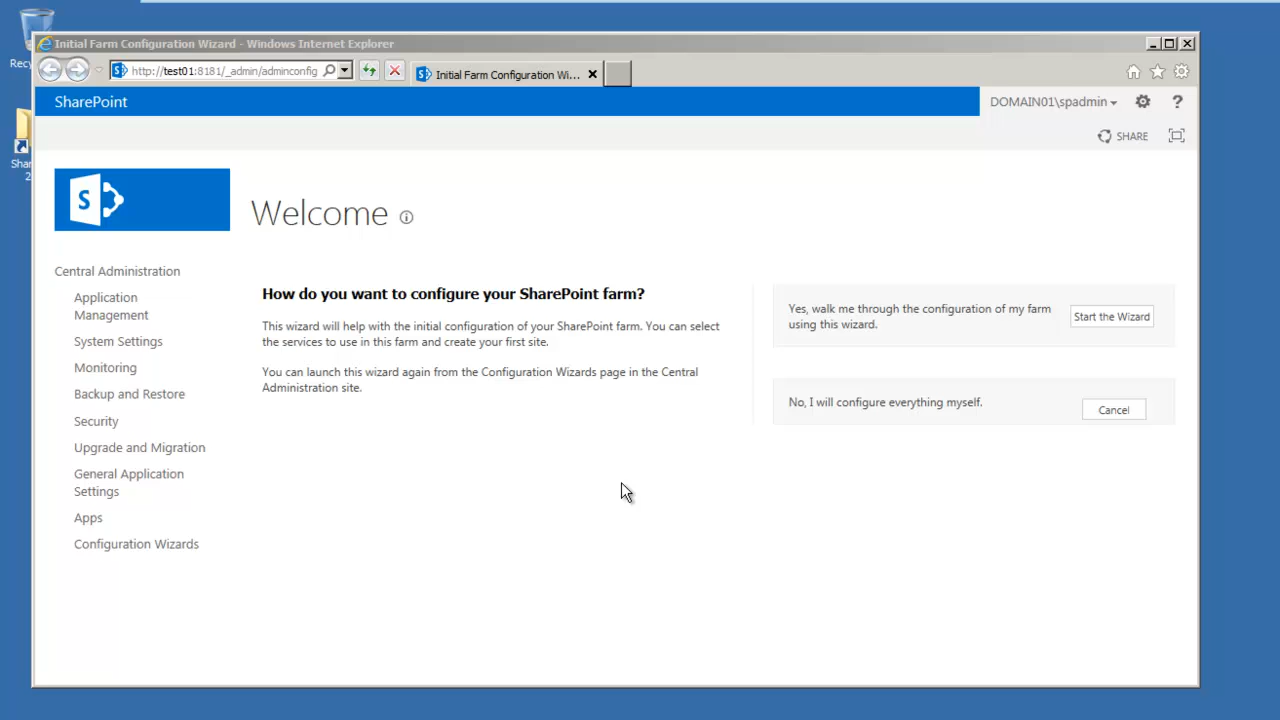 Recy
Initial Farm Configuration Wizard - Windows Internet Explorer
http://test01:8181/_admin/adminconfig
Initial Farm Configuration Wi...
SharePoint
DOMAIN01\spadmin
?
SHARE
Shar
2
S
Welcome
Central Administration
Application
Management
System Settings
Monitoring
Backup and Restore
Security
Upgrade and Migration
General Application
Settings
Apps
Configuration Wizards
How do you want to configure your SharePoint farm?
This wizard will help with the initial configuration of your SharePoint farm. You can select
the services to use in this farm and create your first site.
You can launch this wizard again from the Configuration Wizards page in the Central
Administration site.
Yes, walk me through the configuration of my farm
using this wizard.
Start the Wizard
No, I will configure everything myself.
Cancel